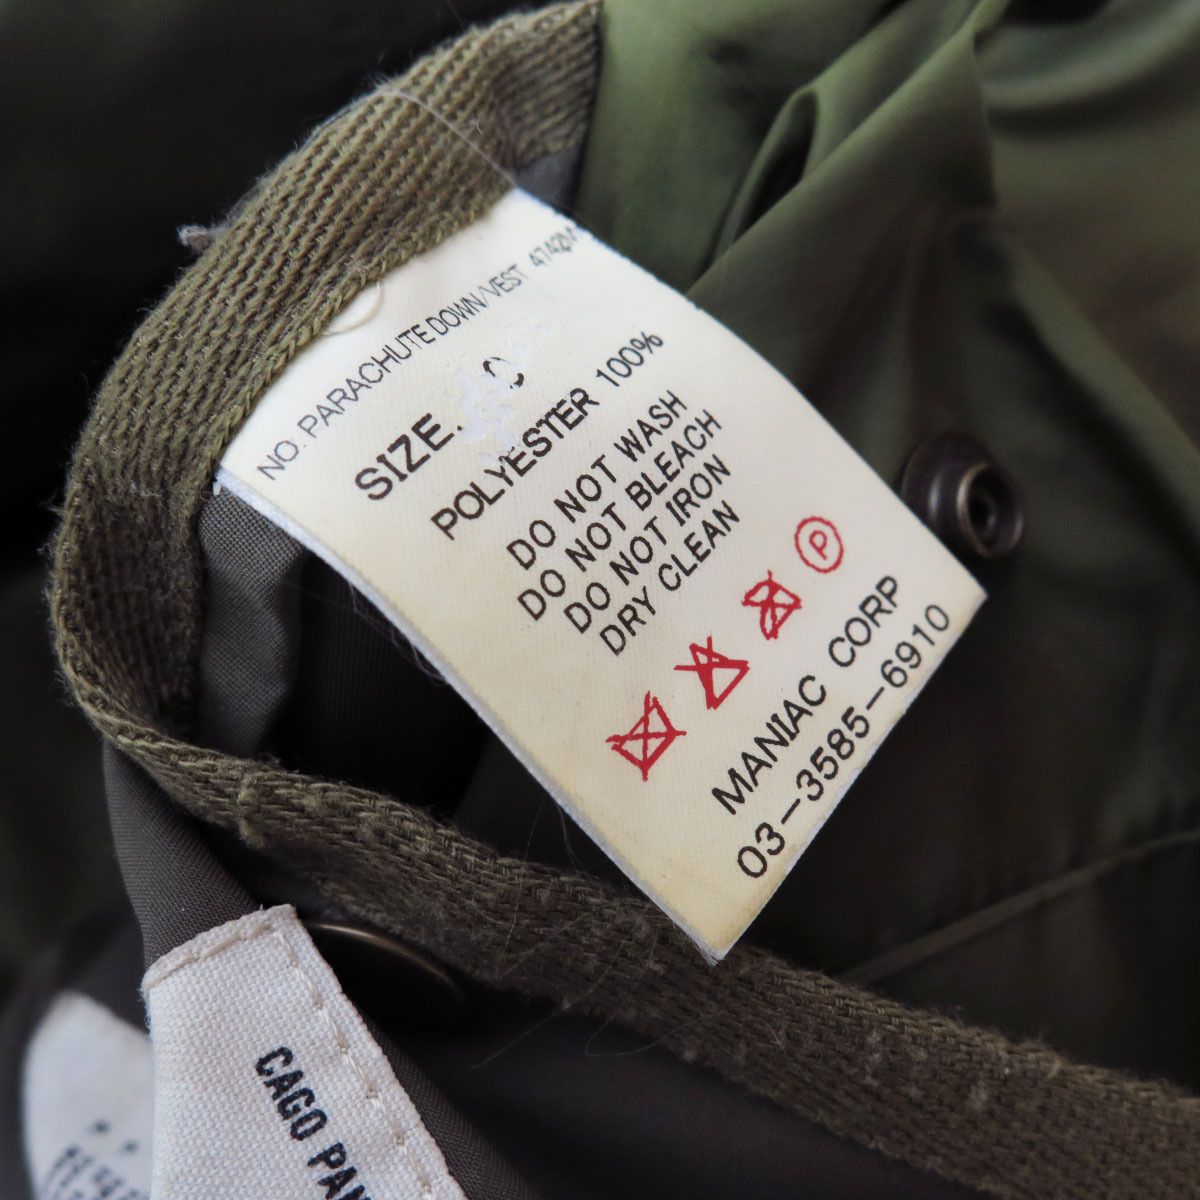 NO. PARACHUTE DOWN/VEST
SIZE.
POLYESTER 100%
DO NOT WASH
DO NOT BLEACH
DO NOT IRON
DRY CLEAN
P
MANIAC CORP
03-3585-6910
CAGO